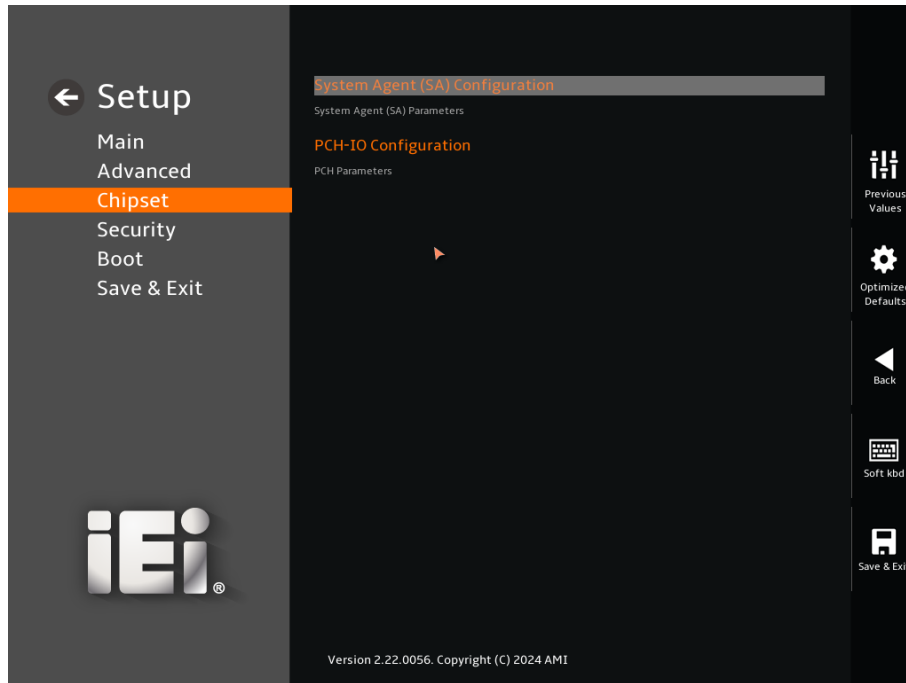 Setup
Main
Advanced
Chipset
Security
Boot
Save & Exit
System Agent (SA) Configuration
System Agent (SA) Parameters
PCH-IO Configuration
PCH Parameters
Previous
Values
Optimized
Defaults
Back
Soft kbd
Save & Exi
iEi®
Version 2.22.0056. Copyright (C) 2024 AMI